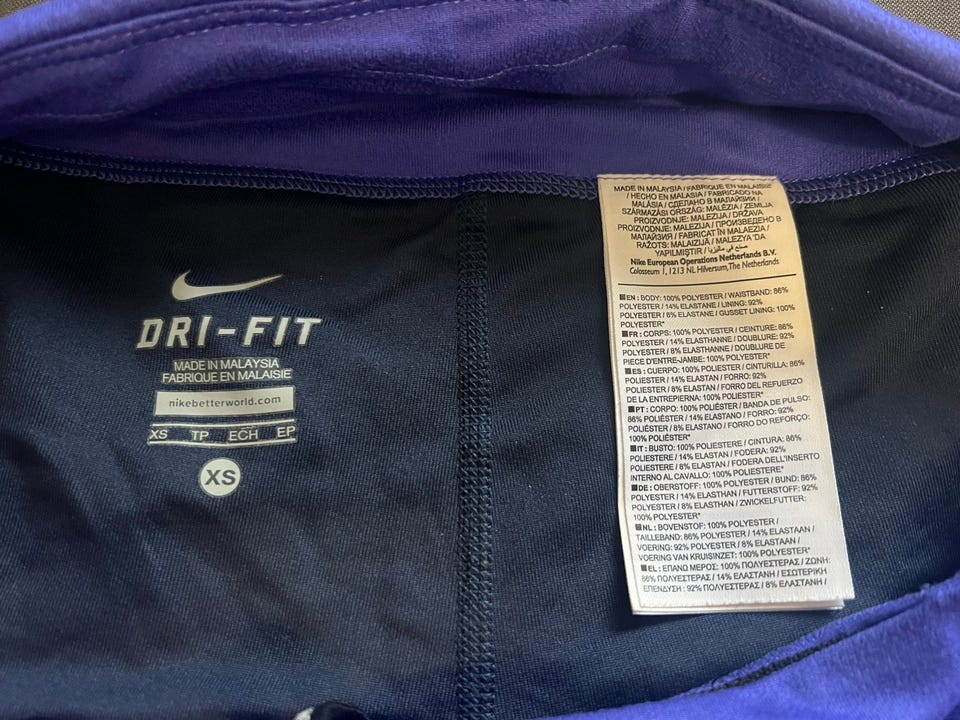 DRI-FIT
MADE IN MALAYSIA
FABRIQUE EN MALAISIE
nikebetterworld.com
XS TP ECH EP
XS
MADE IN MALAYSIA / FABRIQUE EN MALAISIE
/ HECHO EN MALASIA / FABRICADO NA
MALÁSIA / СДЕЛАНО В МАЛАЙЗИИ /
SZÁRMAZÁSI ORSZÁG: MALÉZIA / ZEMLJA
PROIZVODNJE: MALEZIJA / DRŽAVA
PROIZVODNJE: MALEZIJA / ПРОИЗВЕДЕНО В
МАЛАЙЗИЯ / FABRICAT ÎN MALAEZIA /
RAŽOTS: MALAIZIJĀ / MALEZYA 'DA
YAPILMIŞTIR / صنع في ماليزيا
Nike European Operations Netherlands B.V.
Colosseum 1, 1213 NL Hilversum, The Netherlands
EN: BODY: 100% POLYESTER / WAISTBAND: 86%
POLYESTER / 14% ELASTANE / LINING: 92%
POLYESTER / 8% ELASTANE / GUSSET LINING: 100%
POLYESTER*
FR: CORPS: 100% POLYESTER / CEINTURE: 86%
POLYESTER / 14% ELASTHANNE / DOUBLURE: 92%
POLYESTER / 8% ELASTHANNE / DOUBLURE DE
PIECE D'ENTRE-JAMBE: 100% POLYESTER*
ES: CUERPO: 100% POLIESTER / CINTURILLA: 86%
POLIESTER / 14% ELASTAN / FORRO: 92%
POLIESTER / 8% ELASTAN / FORRO DEL REFUERZO
DE LA ENTREPIERNA: 100% POLIESTER*
PT: CORPO: 100% POLIÉSTER / BANDA DE PULSO:
86% POLIÉSTER / 14% ELASTANO / FORRO: 92%
POLIÉSTER / 8% ELASTANO / FORRO DO REFORÇO:
100% POLIÉSTER*
IT: BUSTO: 100% POLIESTERE / CINTURA: 86%
POLIESTERE / 14% ELASTAN / FODERA: 92%
POLIESTERE / 8% ELASTAN / FODERA DELL'INSERTO
INTERNO AL CAVALLO: 100% POLIESTERE*
DE: OBERSTOFF: 100% POLYESTER / BUND: 86%
POLYESTER / 14% ELASTHAN / FUTTERSTOFF: 92%
POLYESTER / 8% ELASTHAN / ZWICKELFUTTER:
100% POLYESTER*
NL: BOVENSTOF: 100% POLYESTER /
TAILLEBAND: 86% POLYESTER / 14% ELASTAAN /
VOERING: 92% POLYESTER / 8% ELASTAAN /
VOERING VAN KRUISINZET: 100% POLYESTER*
EL: ΕΠΑΝΩ ΜΕΡΟΣ: 100% ΠΟΛΥΕΣΤΕΡΑΣ / ΖΩΝΗ:
86% ΠΟΛΥΕΣΤΕΡΑΣ / 14% ΕΛΑΣΤΑΝΗ / ΕΣΩΤΕΡΙΚΗ
ΕΠΕΝΔΥΣΗ: 92% ΠΟΛΥΕΣΤΕΡΑΣ / 8% ΕΛΑΣΤΑΝΗ /